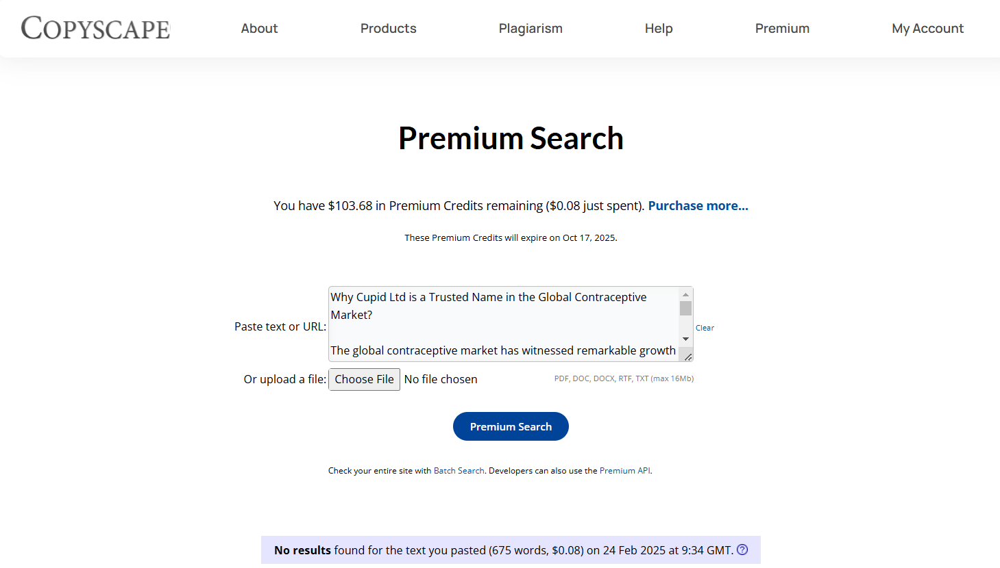 COPYSCAPE
About
Products
Plagiarism
Help
Premium
My Account
Premium Search
You have $103.68 in Premium Credits remaining ($0.08 just spent). Purchase more...
These Premium Credits will expire on Oct 17, 2025.
Paste text or URL:
Why Cupid Ltd is a Trusted Name in the Global Contraceptive
Market?
The global contraceptive market has witnessed remarkable growth
Clear
Or upload a file:
Choose File
No file chosen
PDF, DOC, DOCX, RTF, TXT (max 16Mb)
Premium Search
Check your entire site with Batch Search. Developers can also use the Premium API.
No results found for the text you pasted (675 words, $0.08) on 24 Feb 2025 at 9:34 GMT. ?